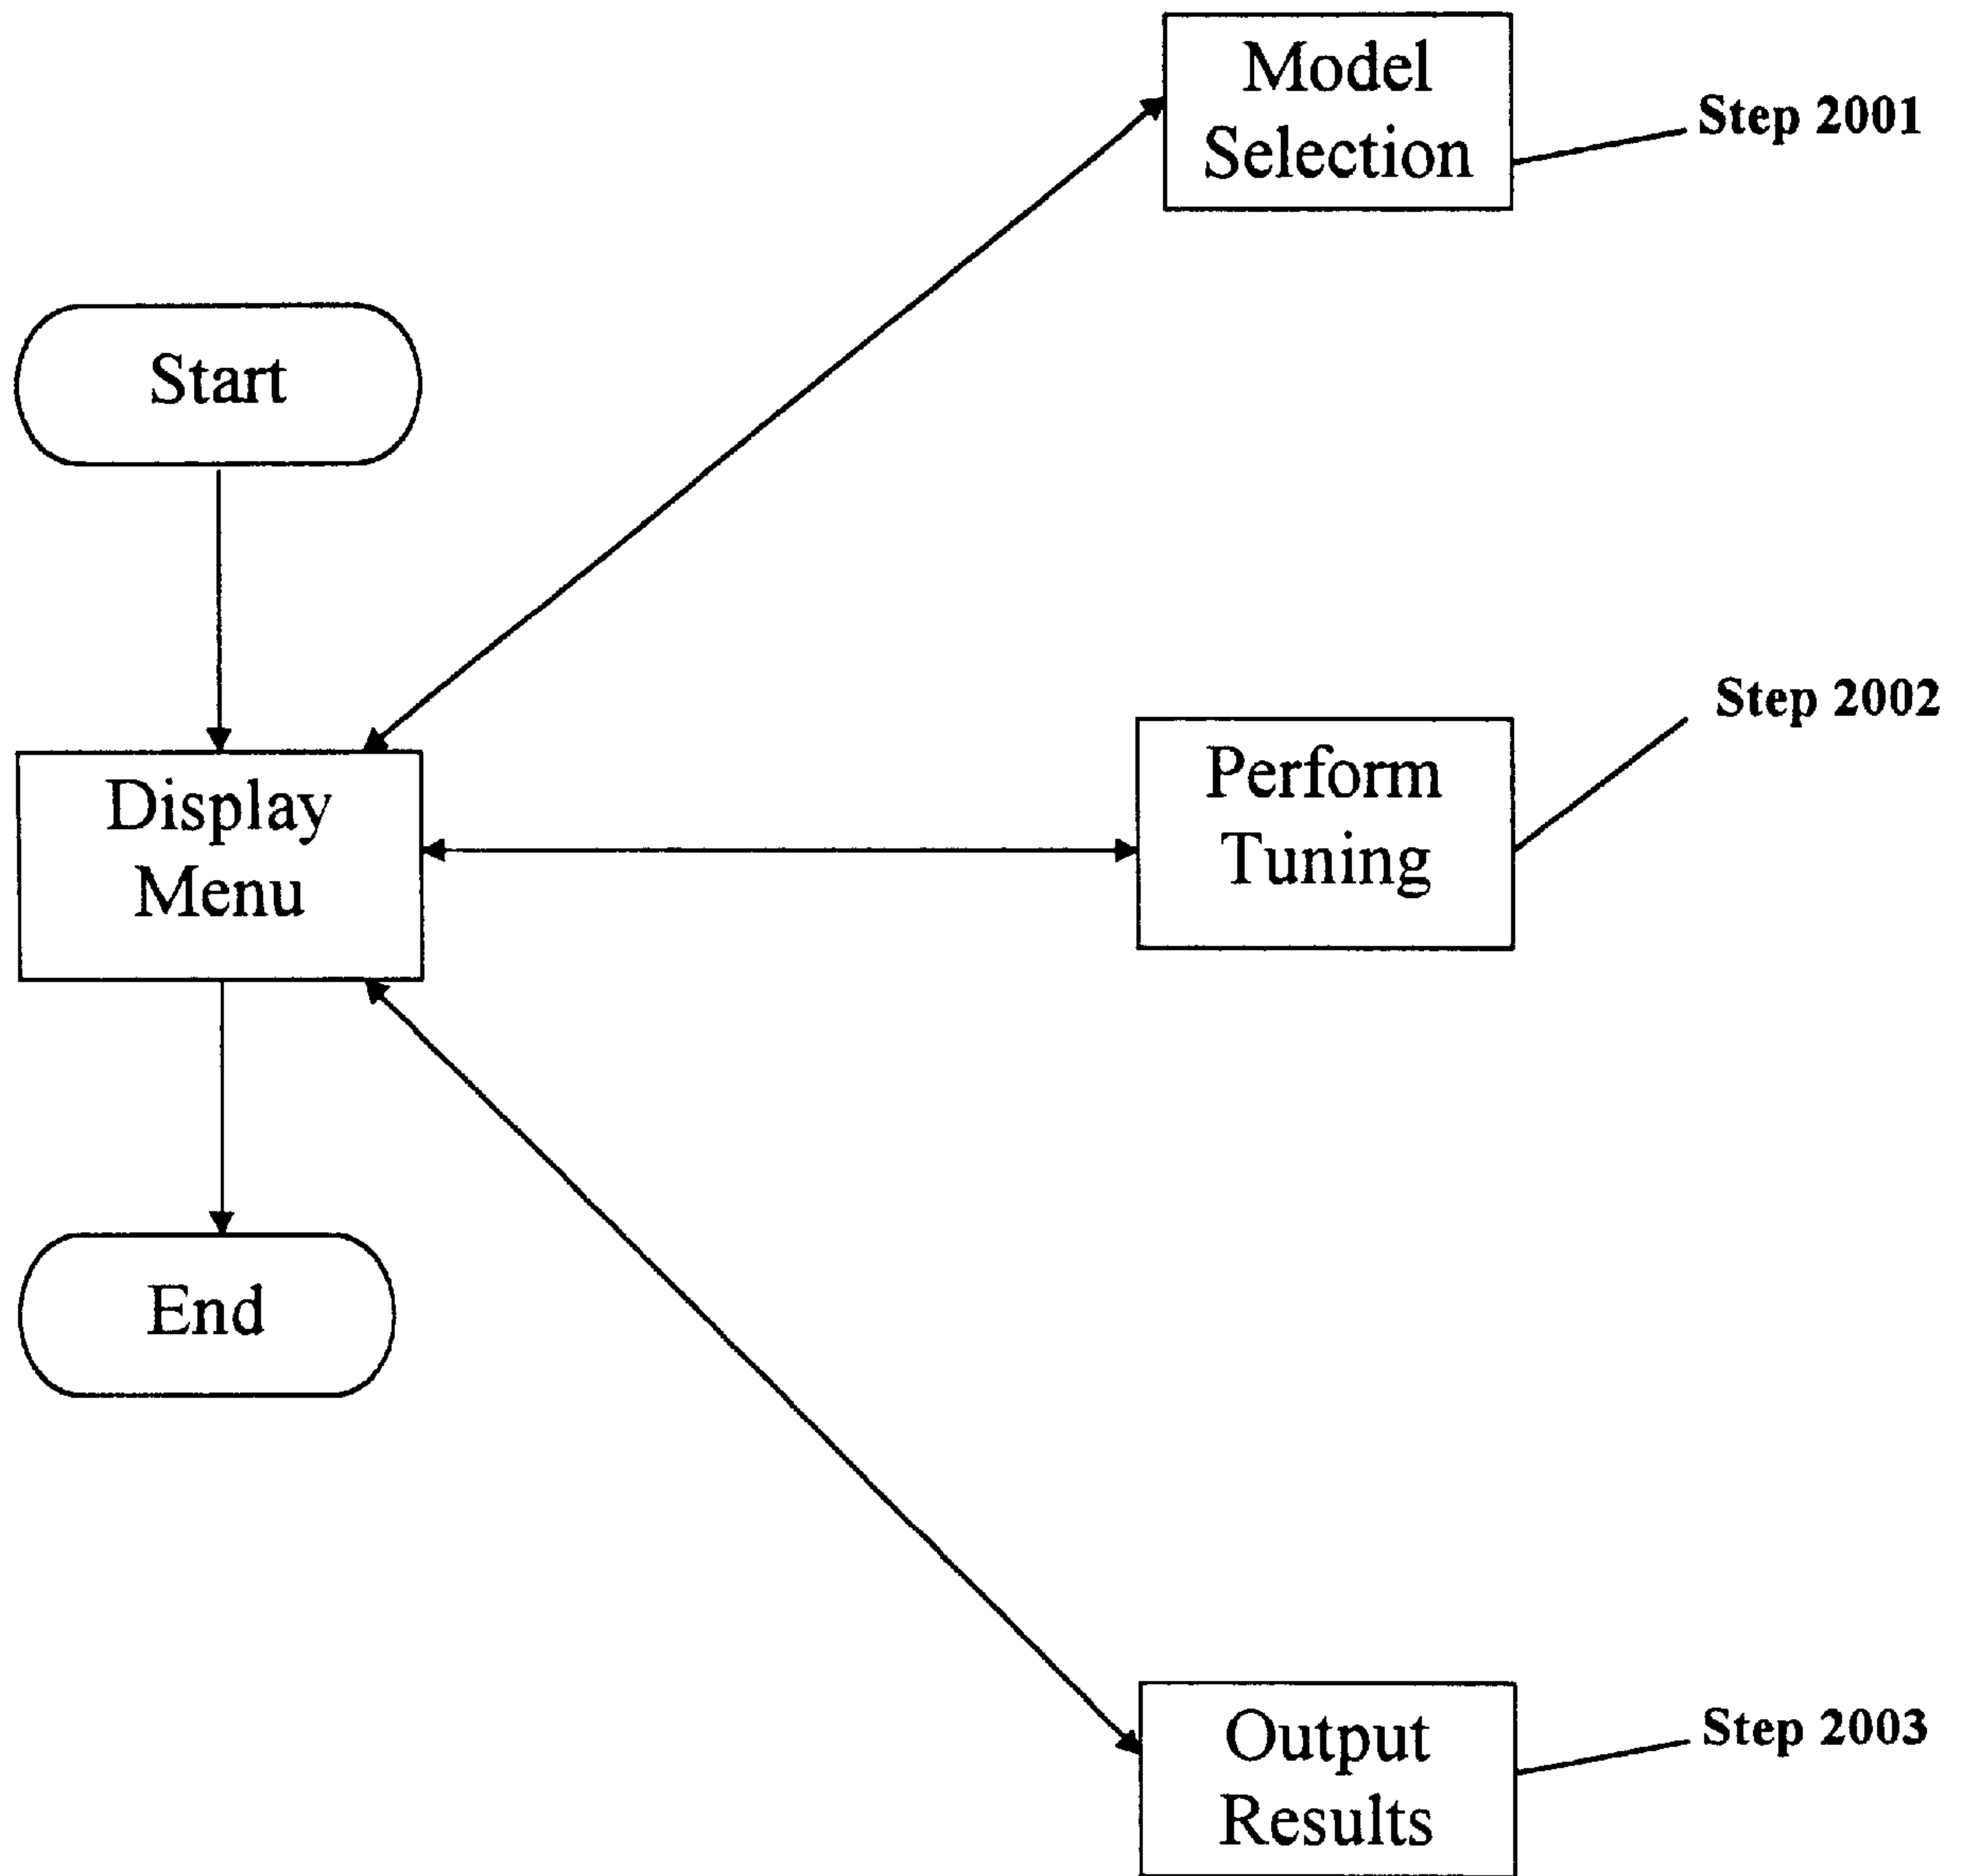 Model
Selection
Step 2001
Start
Step 2002
Display
Menu
Perform
Tuning
End
Output
Results
Step 2003